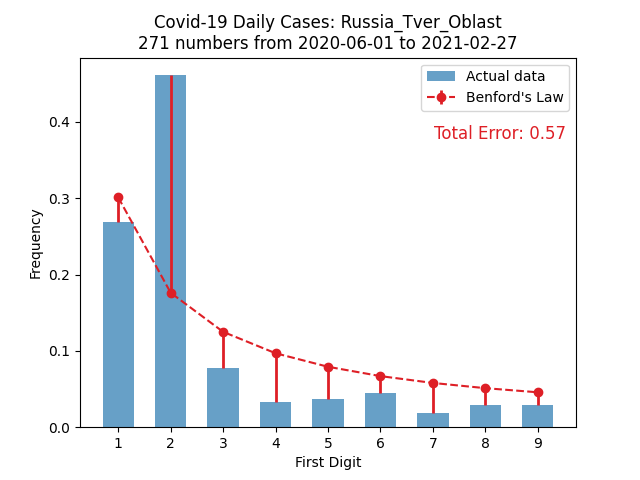 Covid-19 Daily Cases: Russia_Tver_Oblast
271 numbers from 2020-06-01 to 2021-02-27
Actual data
Benford's Law
Total Error: 0.57
Frequency
0.4
0.3
0.2
0.1
0.0
1 2 3 4 5 6 7 8 9
First Digit